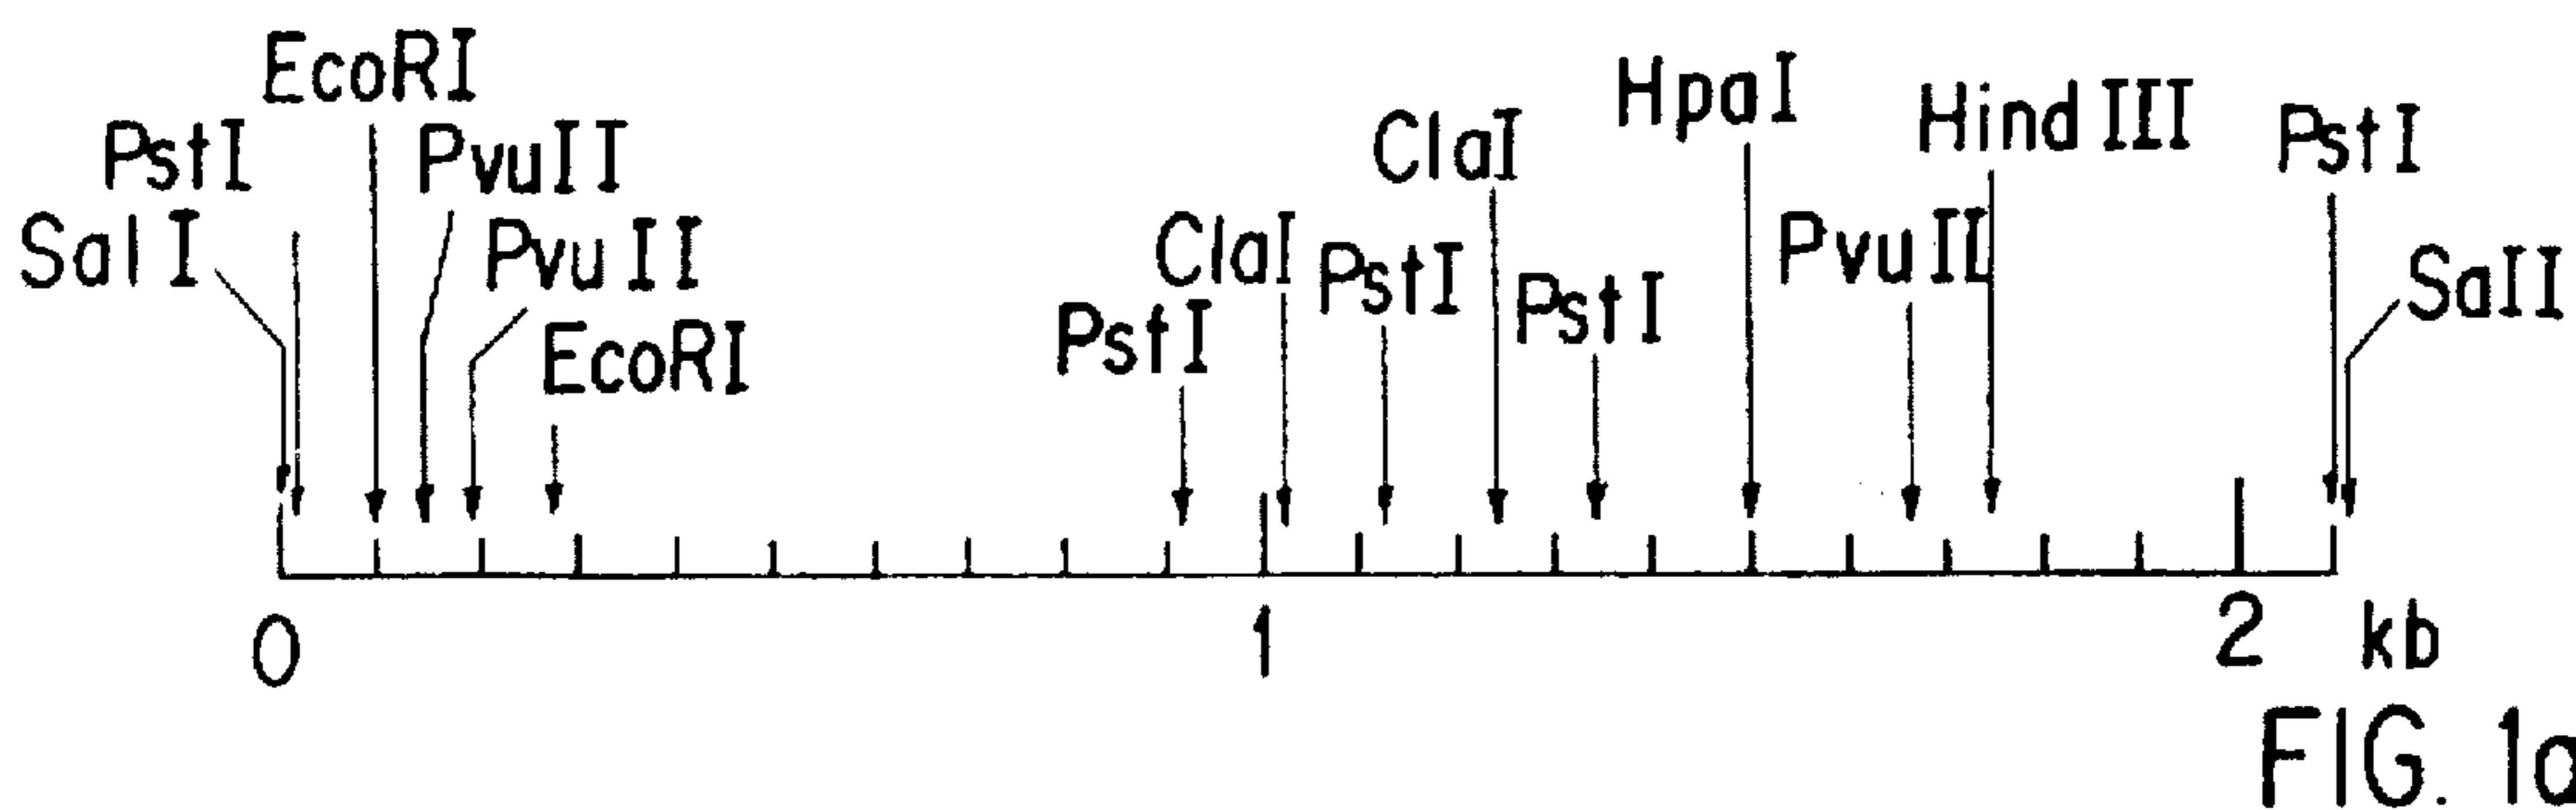 EcoRI
PstI
PvuII
SalI
PvuII
EcoRI
PstI
ClaI
PstI
ClaI
PstI
HpaI
PvuII
HindIII
PstI
SalI
0
1
2 kb
FIG. 1a